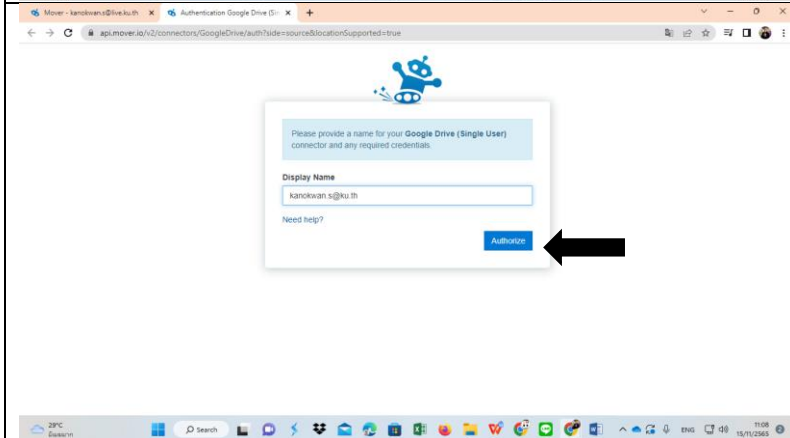 Mover - kanokwan.s@live.ku.th
Authentication Google Drive (Sin
api.mover.io/v2/connectors/GoogleDrive/auth?side=source&locationSupported=true
Please provide a name for your Google Drive (Single User)
connector and any required credentials.
Display Name
kanokwan.s@ku.th
Need help?
Authorize
29°C
Search
ENG
11:08
15/11/2565